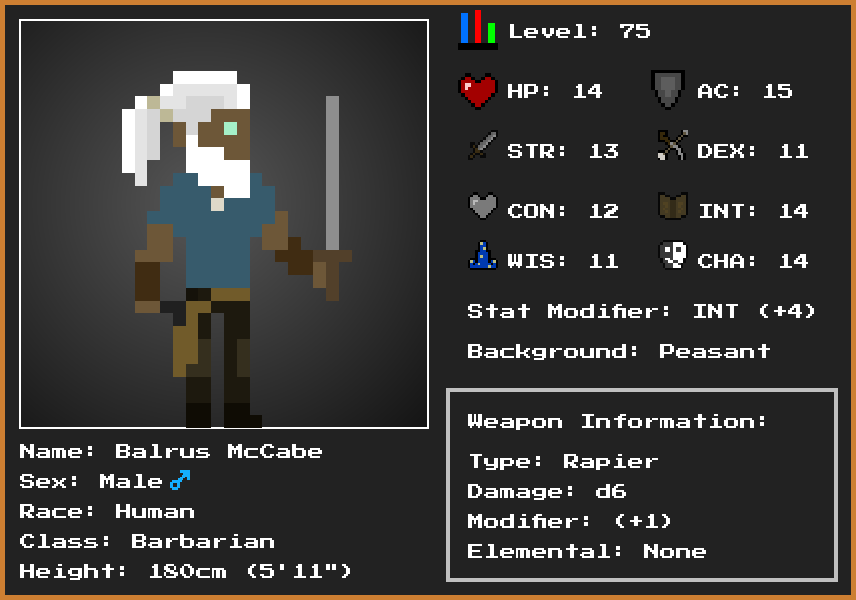 Level: 75
HP: 14
AC: 15
STR: 13
DEX: 11
CON: 12
INT: 14
WIS: 11
CHA: 14
Stat Modifier: INT (+4)
Background: Peasant
Weapon Information:
Type: Rapier
Damage: d6
Modifier: (+1)
Elemental: None
Name: Balrus McCabe
Sex: Male♂
Race: Human
Class: Barbarian
Height: 180cm (5'11")